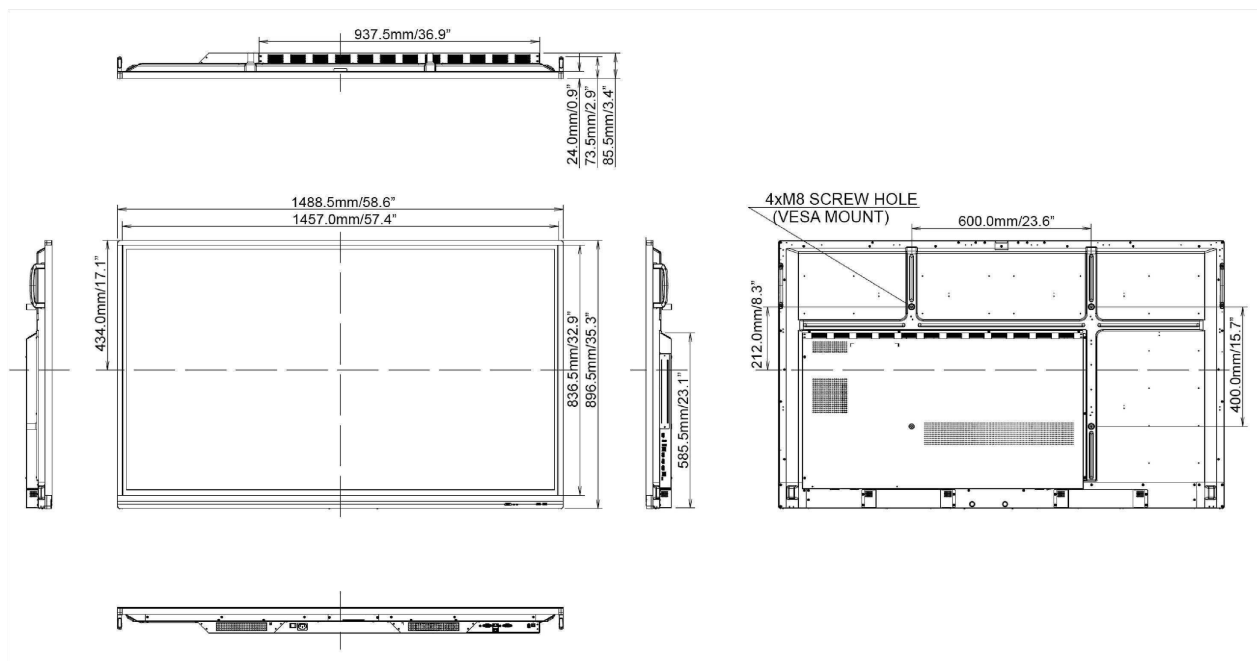 937.5mm/36.9”
24.0mm/0.9”
73.5mm/2.9”
85.5mm/3.4”
1488.5mm/58.6”
1457.0mm/57.4”
434.0mm/17.1”
836.5mm/32.9”
896.5mm/35.3”
585.5mm/23.1”
4xM8 SCREW HOLE
(VESA MOUNT)
600.0mm/23.6”
212.0mm/8.3”
400.0mm/15.7”